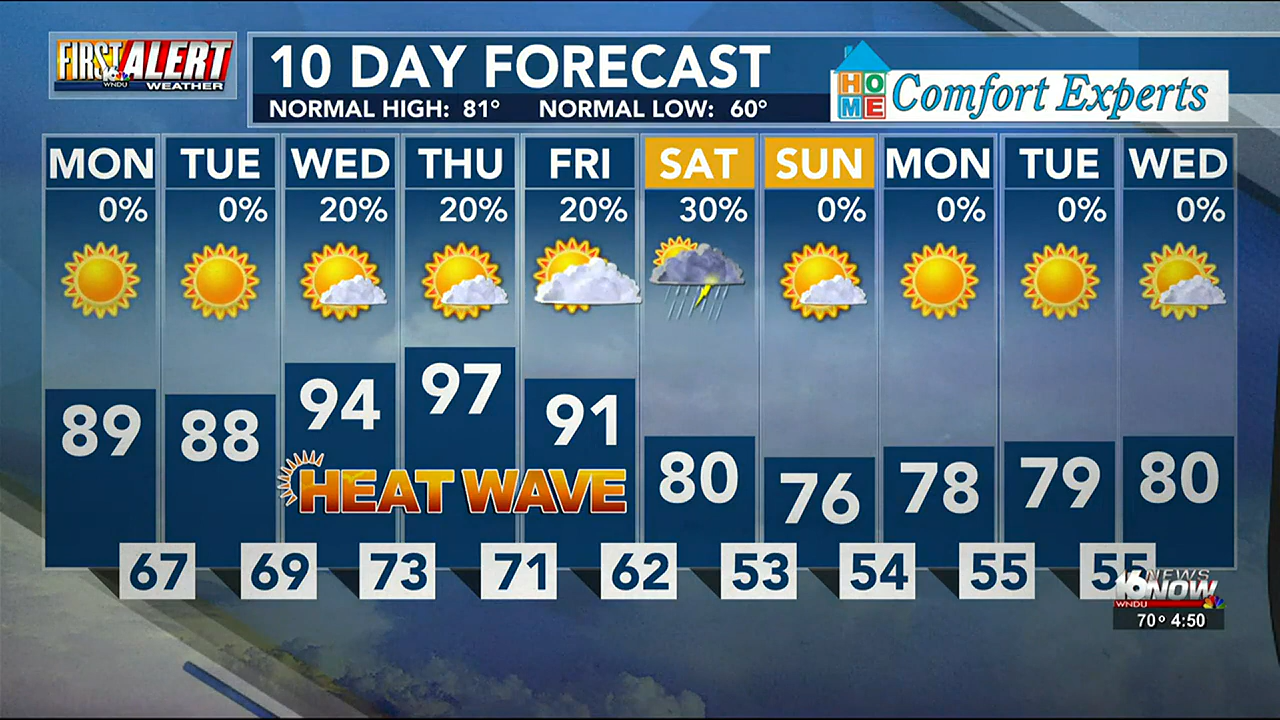 FIRST ALERT
16
WNDU
WEATHER
10 DAY FORECAST
NORMAL HIGH: 81° NORMAL LOW: 60°
HOME Comfort Experts
MON TUE WED THU FRI SAT SUN MON TUE WED
0% 0% 20% 20% 20% 30% 0% 0% 0% 0%
89 88 94 97 91 80 76 78 79 80
HEAT WAVE
67 69 73 71 62 53 54 55 55
16 NEWS NOW
WNDU
70° 4:50